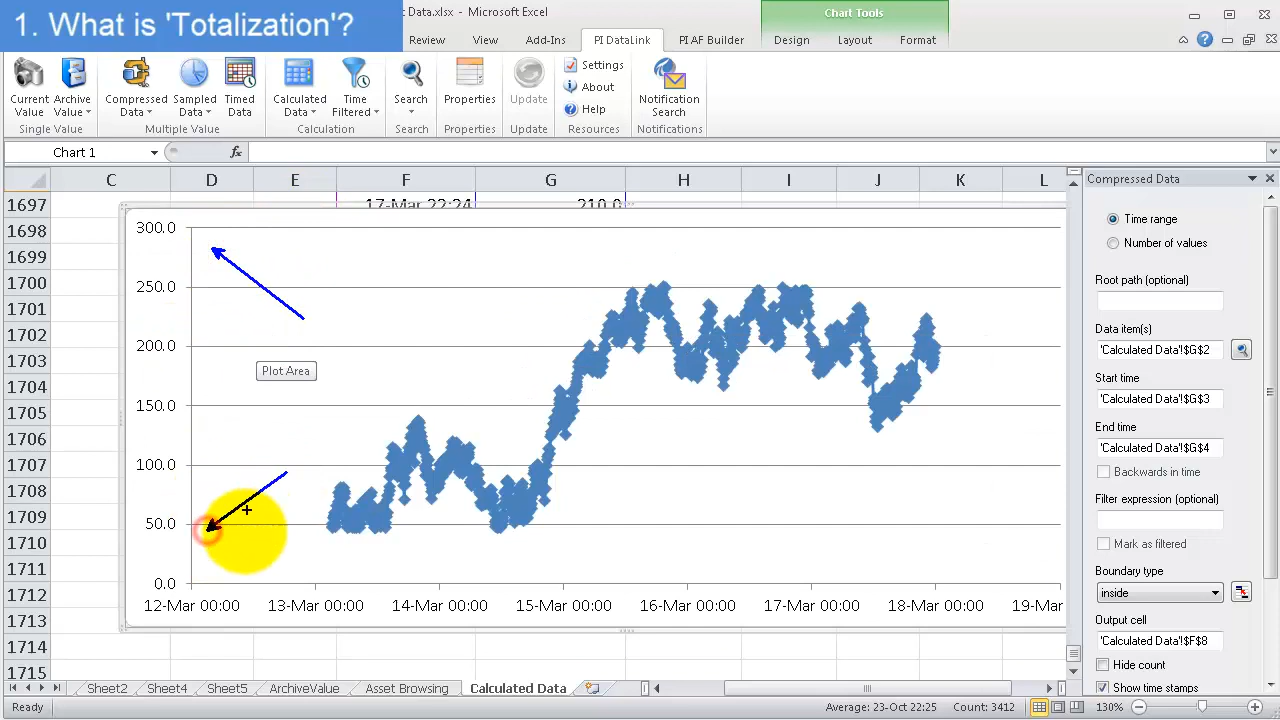 1. What is 'Totalization'?
t Data.xlsx - Microsoft Excel
Chart Tools
Review View Add-Ins PI DataLink PI AF Builder Design Layout Format
Current Value
Archive Value
Single Value
Compressed Data
Sampled Data
Timed Data
Multiple Value
Calculated Data
Time Filtered
Calculation
Search
Search
Properties
Properties
Update
Update
Settings
About
Help
Resources
Notification Search
Notifications
Chart 1
fx
C D E F G H I J K L
1697 17-Mar 22:24 210.0
1698
1699
1700
1701
1702
1703
1704
1705
1706
1707
1708
1709
1710
1711
1712
1713
1714
1715
300.0
250.0
200.0
150.0
100.0
50.0
0.0
Plot Area
12-Mar 00:00 13-Mar 00:00 14-Mar 00:00 15-Mar 00:00 16-Mar 00:00 17-Mar 00:00 18-Mar 00:00 19-Mar
Compressed Data
Time range
Number of values
Root path (optional)
Data item(s)
'Calculated Data'!$G$2
Start time
'Calculated Data'!$G$3
End time
'Calculated Data'!$G$4
Backwards in time
Filter expression (optional)
Mark as filtered
Boundary type
inside
Output cell
'Calculated Data'!$F$8
Hide count
Show time stamps
Sheet2 Sheet4 Sheet5 ArchiveValue Asset Browsing Calculated Data
Ready
Average: 23-Oct 22:25 Count: 3412 130%